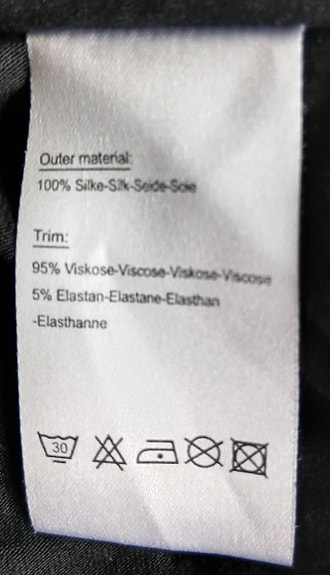 Outer material:
100% Silke-Silk-Seide-Soie
Trim:
95% Viskose-Viscose-Viskose-Viscose
5% Elastan-Elastane-Elasthan
-Elasthanne
30